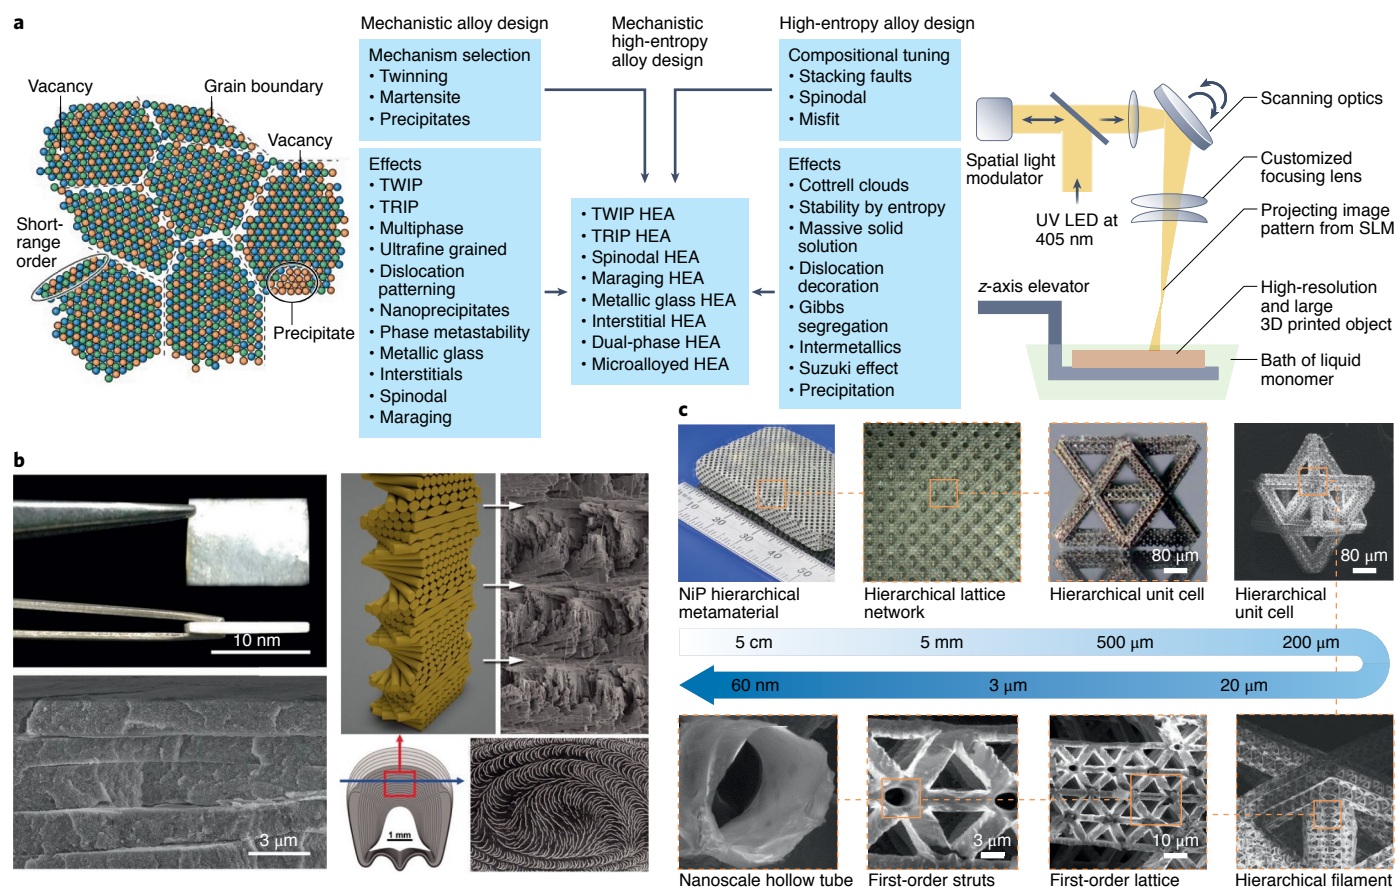 a
Vacancy
Grain boundary
Vacancy
Short-
range
order
Precipitate
Mechanistic alloy design
Mechanism selection
• Twinning
• Martensite
• Precipitates
Effects
• TWIP
• TRIP
• Multiphase
• Ultrafine grained
• Dislocation
patterning
• Nanoprecipitates
• Phase metastability
• Metallic glass
• Interstitials
• Spinodal
• Maraging
Mechanistic
high-entropy
alloy design
• TWIP HEA
• TRIP HEA
• Spinodal HEA
• Maraging HEA
• Metallic glass HEA
• Interstitial HEA
• Dual-phase HEA
• Microalloyed HEA
High-entropy alloy design
Compositional tuning
• Stacking faults
• Spinodal
• Misfit
Effects
• Cottrell clouds
• Stability by entropy
• Massive solid
solution
• Dislocation
decoration
• Gibbs
segregation
• Intermetallics
• Suzuki effect
• Precipitation
Spatial light
modulator
UV LED at
405 nm
Scanning optics
Customized
focusing lens
Projecting image
pattern from SLM
z-axis elevator
High-resolution
and large
3D printed object
Bath of liquid
monomer
b
10 nm
3 μm
1 mm
c
10 20 30 40 50
NiP hierarchical
metamaterial
Hierarchical lattice
network
80 μm
Hierarchical unit cell
80 μm
Hierarchical
unit cell
5 cm
5 mm
500 μm
200 μm
60 nm
3 μm
20 μm
Nanoscale hollow tube
3 μm
First-order struts
10 μm
First-order lattice
Hierarchical filament